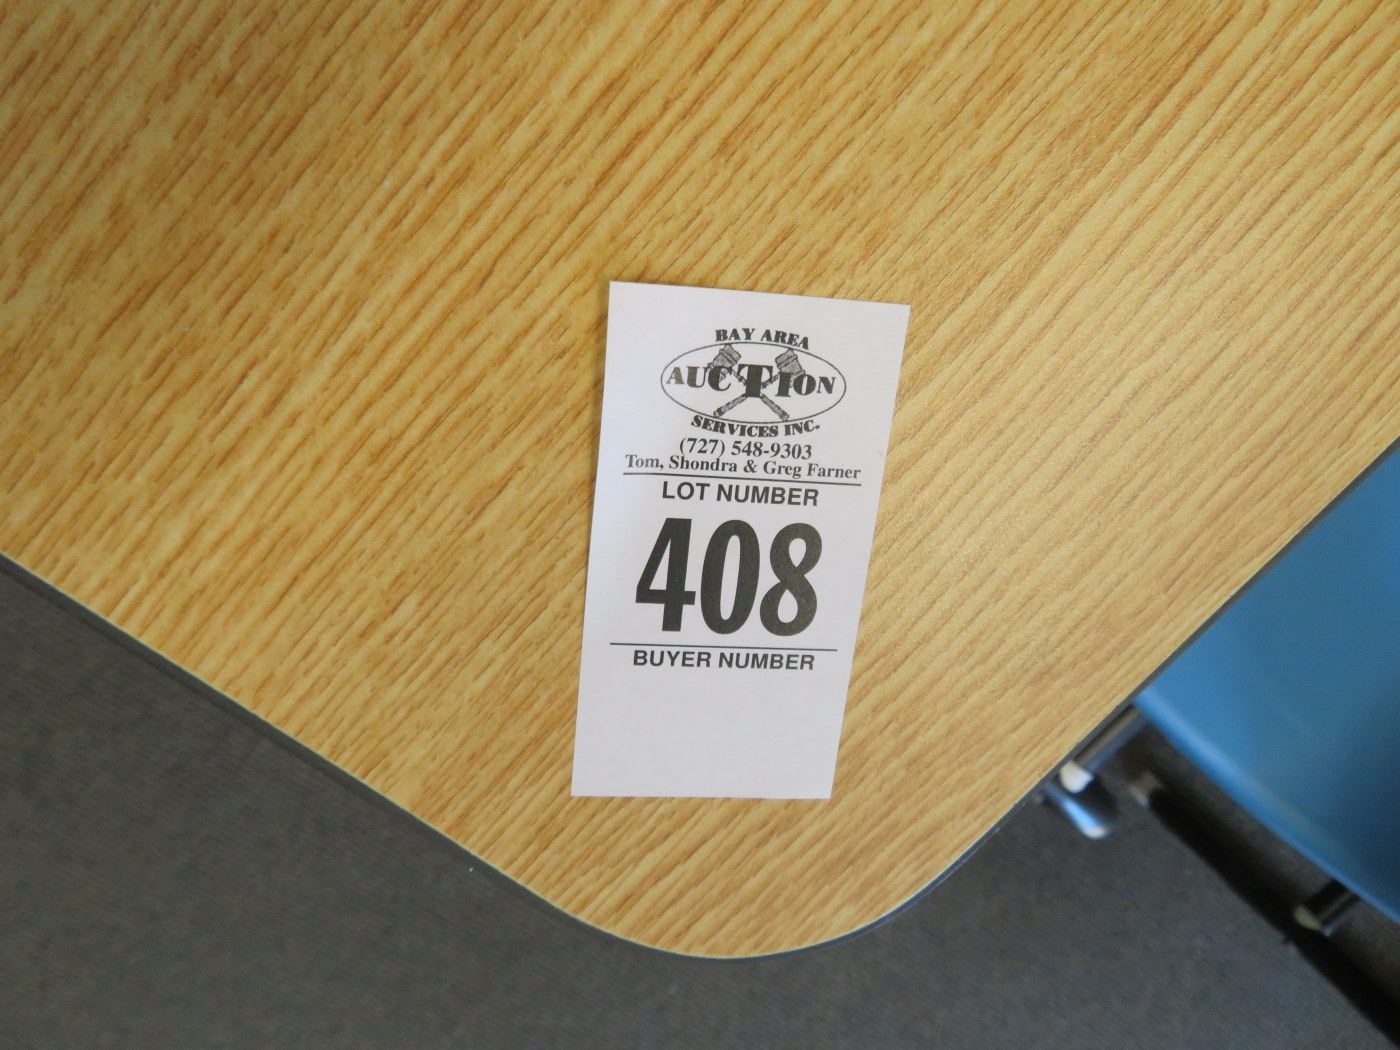 BAY AREA
AUCTION
SERVICES INC.
(727) 548-9303
Tom, Shondra & Greg Farner
LOT NUMBER
408
BUYER NUMBER